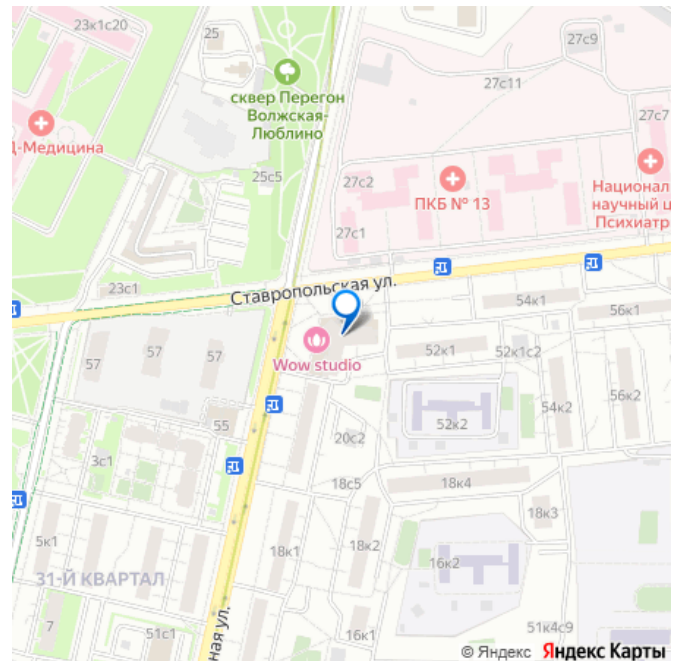 23к1с20
25
27с9
сквер Перегон
Волжская-
Люблино
27с11
27с7
Д-Медицина
25с5
27с2
ПКБ № 13
Национал
научный ц
Психиатр
27с1
23с1
Ставропольская ул.
54к1
56к1
57
57
57
Wow studio
52к1
52к1с2
55
20с2
52к2
54к2
56к2
3с1
18с5
18к4
18к3
5к1
18к1
18к2
16к2
31-Й КВАРТАЛ
7
51с1
ная ул.
16к1
51к4с9
© Яндекс Яндекс Карты